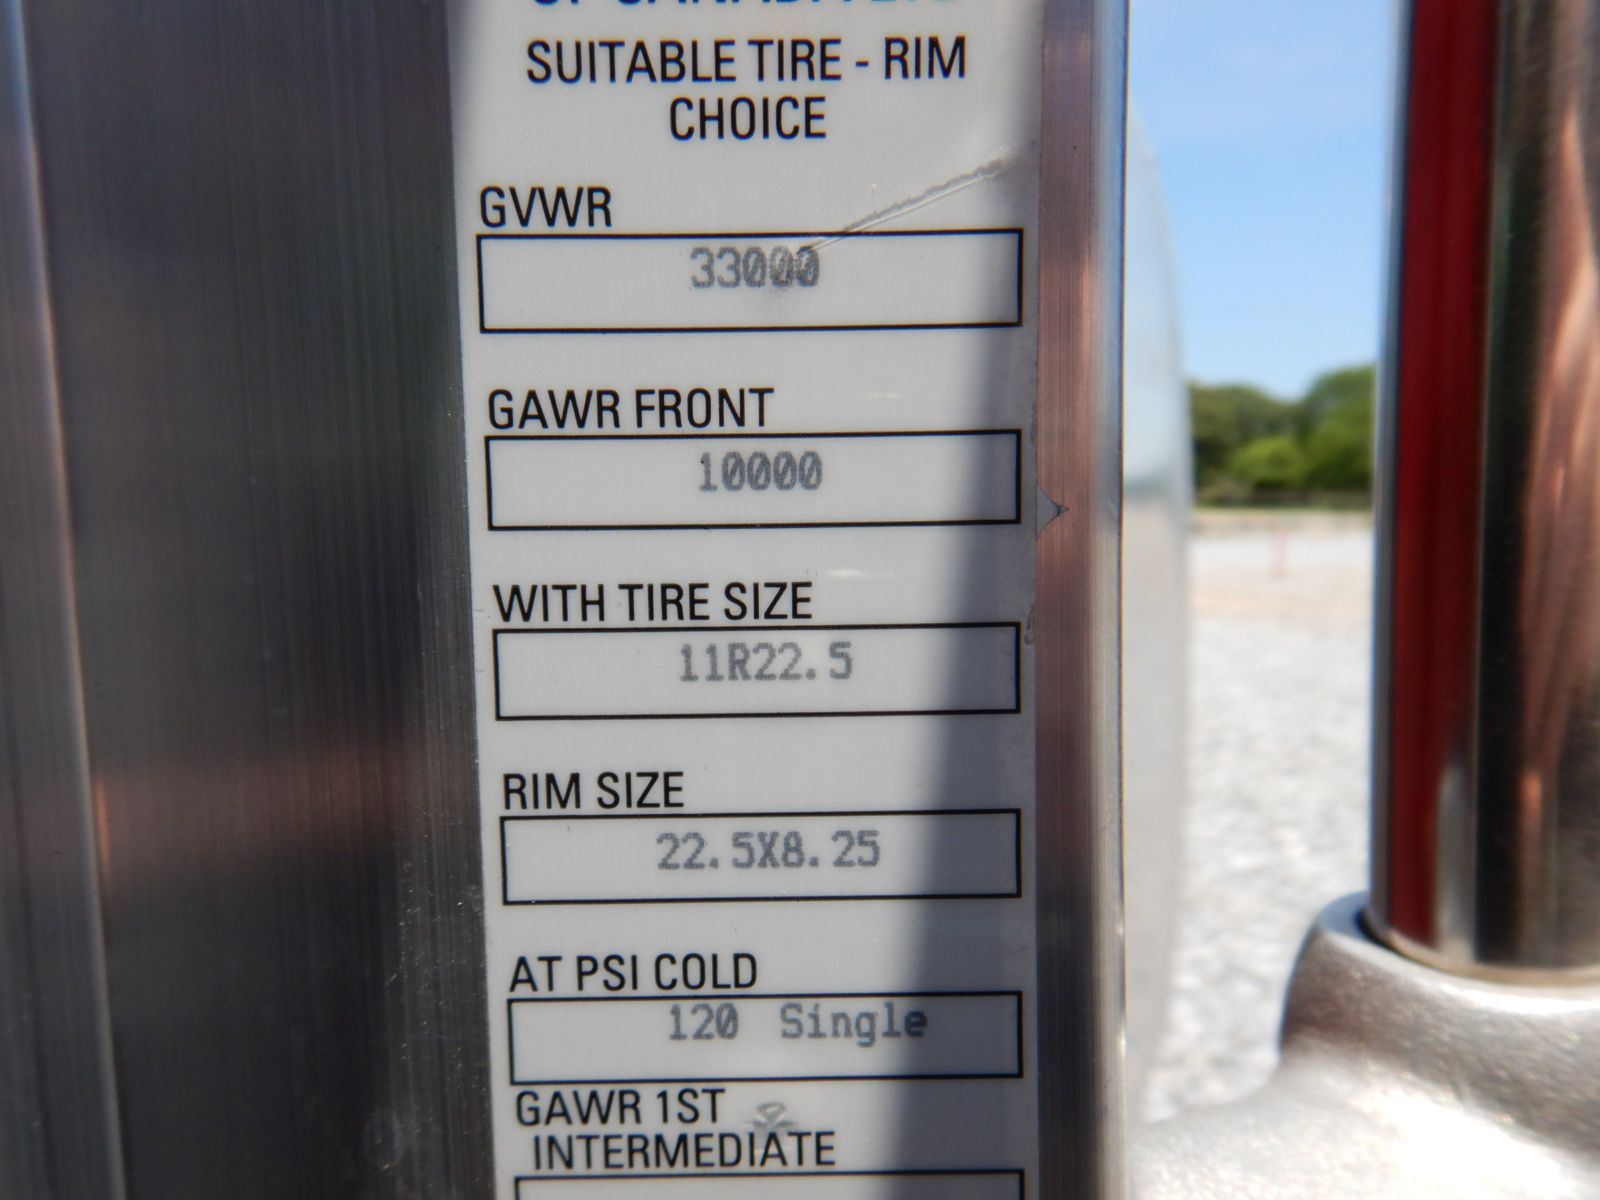 SUITABLE TIRE - RIM
CHOICE
GVWR
33000
GAWR FRONT
10000
WITH TIRE SIZE
11R22.5
RIM SIZE
22.5X8.25
AT PSI COLD
120 Single
GAWR 1ST
INTERMEDIATE